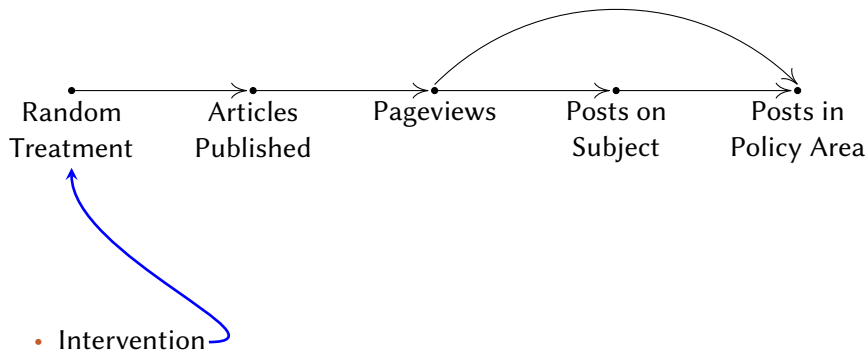 Random
Treatment
Articles
Published
Pageviews
Posts on
Subject
Posts in
Policy Area
• Intervention